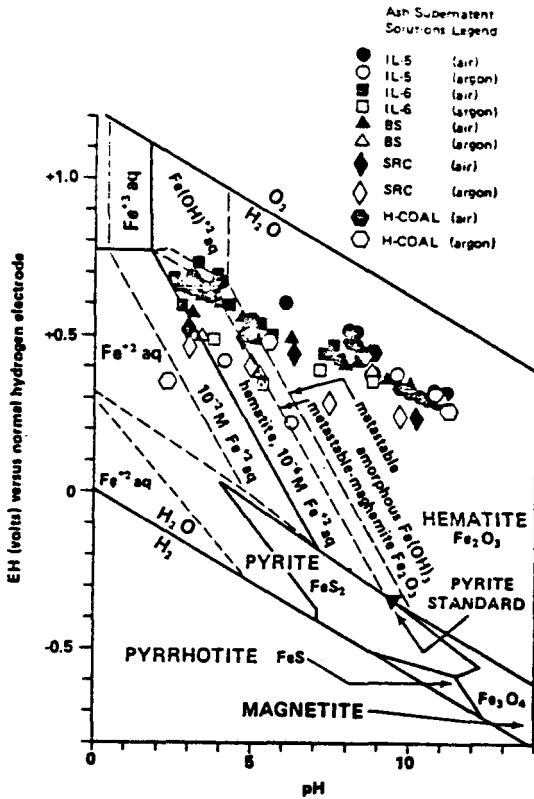 Ash Supernatent
Solutions Legend
IL-5 (air)
IL-5 (argon)
IL-6 (air)
IL-6 (argon)
BS (air)
BS (argon)
SRC (air)
SRC (argon)
H-COAL (air)
H-COAL (argon)
EH (volts) versus normal hydrogen electrode
+1.0
+0.5
0
-0.5
Fe+3 aq
Fe(OH)+2 aq
O2
H2O
Fe+2 aq
10-2 M Fe+2 aq
hematite, 10-6 M Fe+2 aq
metastable
amorphous Fe(OH)3
metastable-maghemite Fe2O3
HEMATITE
Fe2O3
Fe+2 aq
H2O
H2
PYRITE
FeS2
PYRITE
STANDARD
PYRRHOTITE FeS
MAGNETITE
Fe3O4
0 5 10
pH